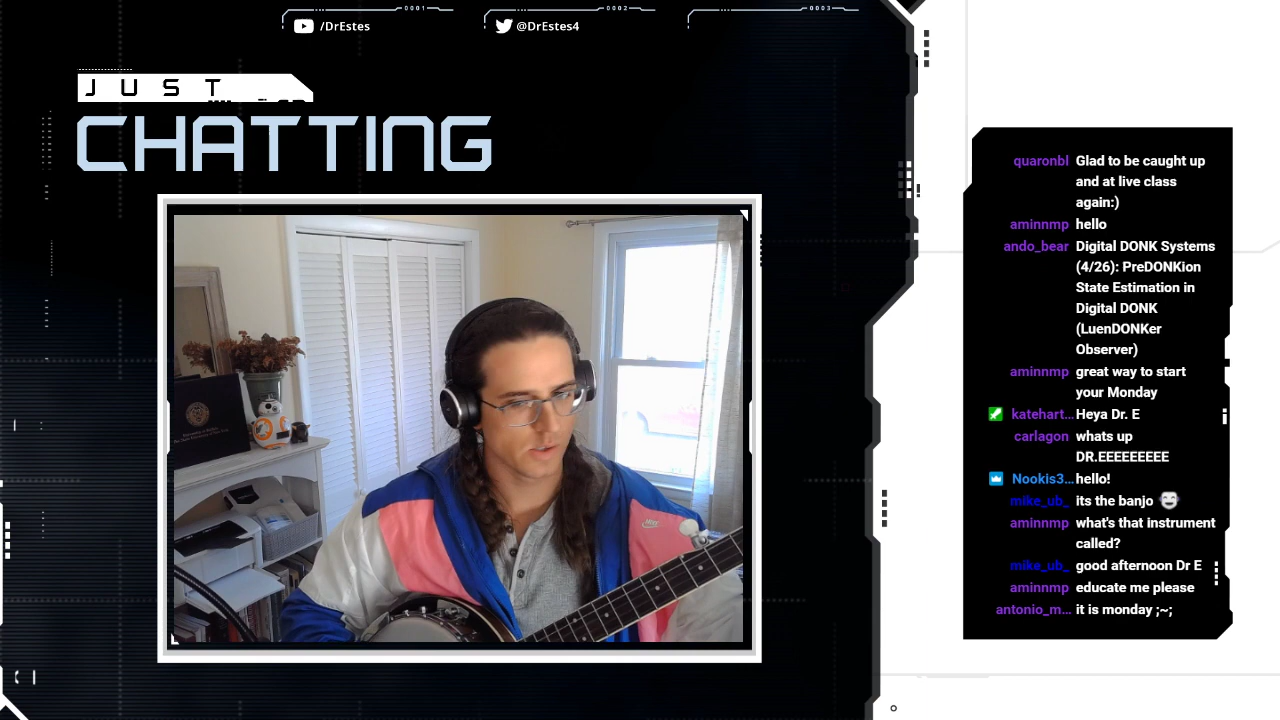 0001
0002
0003
/DrEstes
@DrEstes4
JUST
CHATTING
quaronbl Glad to be caught up
and at live class
again:)
aminnmp hello
ando_bear Digital DONK Systems
(4/26): PreDONKion
State Estimation in
Digital DONK
(LuenDONKer
Observer)
aminnmp great way to start
your Monday
katehart... Heya Dr. E
carlagon whats up
DR.EEEEEEEEE
Nookis3... hello!
mike_ub_ its the banjo
aminnmp what's that instrument
called?
mike_ub_ good afternoon Dr E
aminnmp educate me please
antonio_m... it is monday ;~;